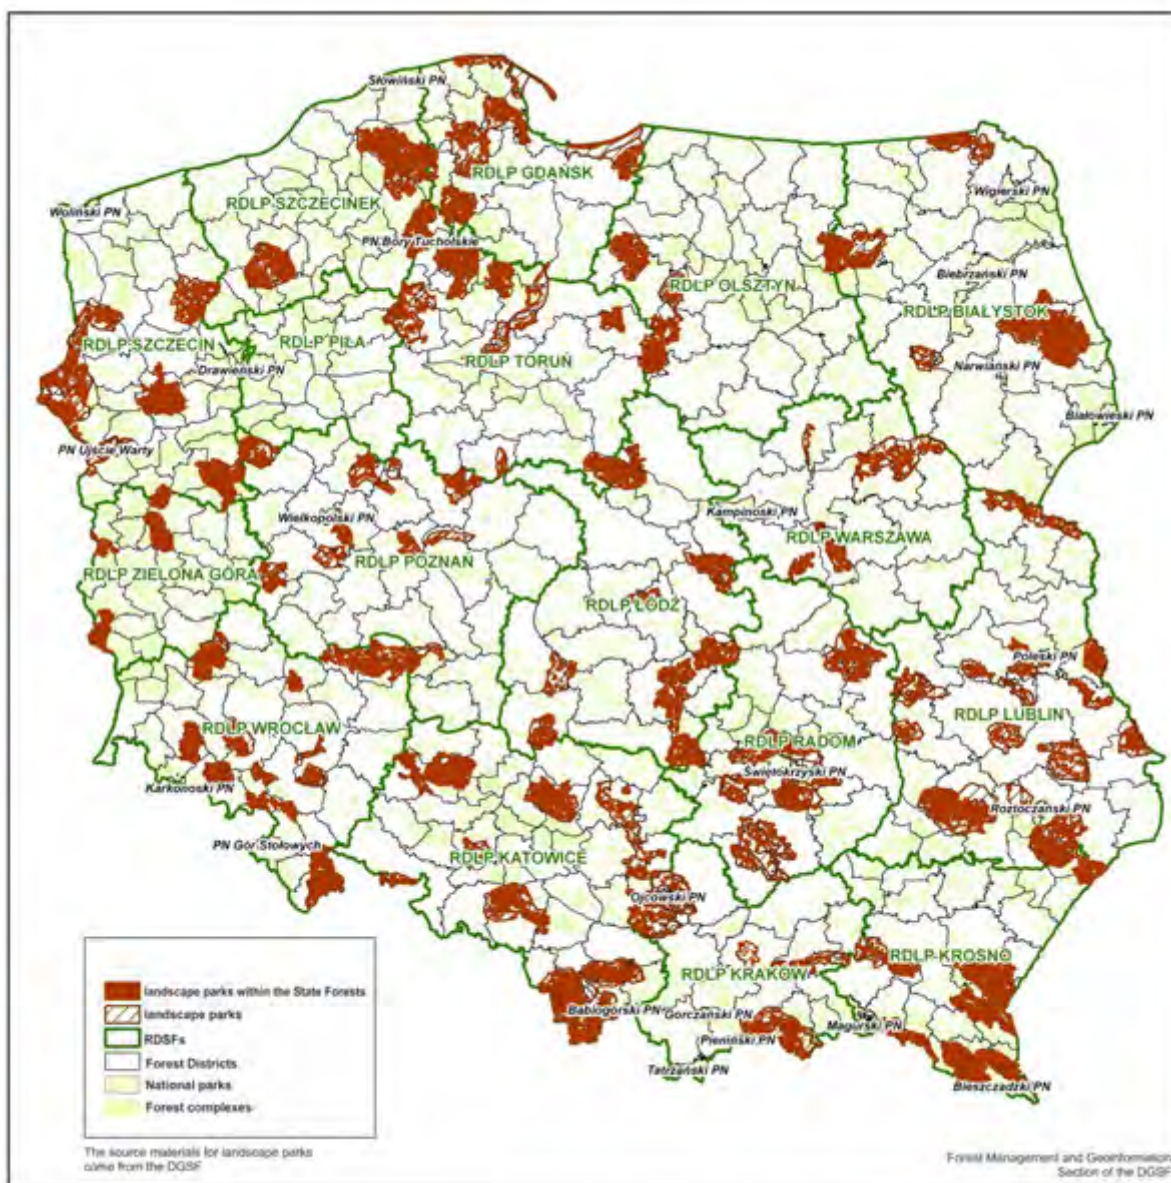 Słowiński PN
RDLP GDAŃSK
Wigierski PN
RDLP SZCZECINEK
Woliński PN
PN Bory Tucholskie
Biebrzański PN
RDLP OLSZTYN
RDLP BIAŁYSTOK
RDLP SZCZECIN
RDLP PIŁA
RDLP TORUŃ
Drawieński PN
Narwiański PN
Białowieski PN
PN Ujście Warty
Wielkopolski PN
Kampinoski PN
RDLP WARSZAWA
RDLP POZNAŃ
RDLP ZIELONA GÓRA
RDLP ŁÓDŹ
Poleski PN
RDLP LUBLIN
RDLP WROCŁAW
RDLP RADOM
Świętokrzyski PN
Karkonoski PN
Roztoczański PN
PN Gór Stołowych
RDLP KATOWICE
Ojcowski PN
RDLP KROSNO
RDLP KRAKÓW
Babiogórski PN
Gorczański PN
Magurski PN
Pieniński PN
Tatrzański PN
Bieszczadzki PN
landscape parks within the State Forests
landscape parks
RDSFs
Forest Districts
National parks
Forest complexes
The source materials for landscape parks
come from the DGSF
Forest Management and Geoinformation
Section of the DGSF